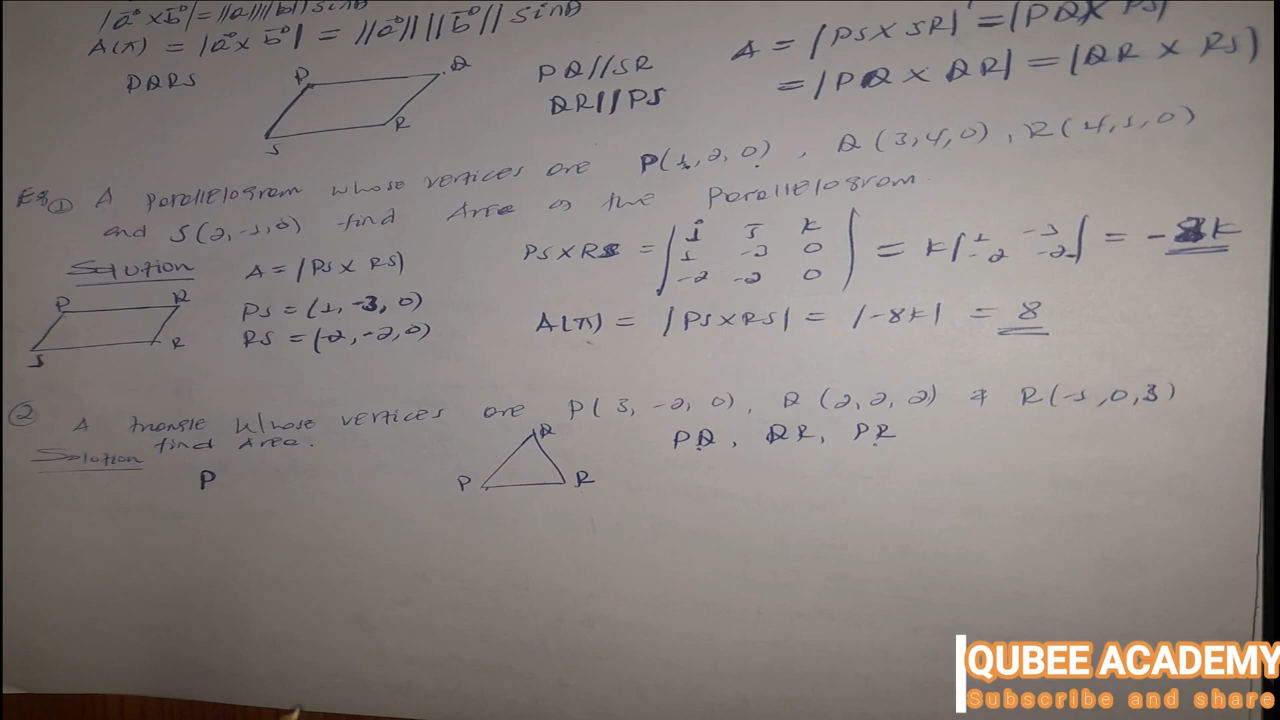 |a⃗ × b⃗| = ||a|| ||b|| sinθ
A(π) = |a⃗ × b⃗| = ||a⃗|| ||b⃗|| sinθ
PQRS
P
Q
S
R
PQ//SR
QR//PS
A = |PS × SR| = |PQ × PS|
= |PQ × QR| = |QR × RS|
Ex ① A parallelogram whose vertices are P(1,2,0), Q(3,4,0), R(4,1,0)
and S(2,-1,0) find Area of the parallelogram
Solution
P
Q
S
R
A = |PS × RS|
PS = (1, -3, 0)
RS = (-2, -2, 0)
PS × RS = | i j k | = k | 1 -3 | = -8k
| 1 -3 0 | | -2 -2 |
| -2 -2 0 |
A(π) = |PS × RS| = |-8k| = 8
② A triangle whose vertices are P(3, -2, 0), Q(2, 2, 2) & R(-1, 0, 3)
find Area.
Solution
P
Q
P
R
PQ, QR, PR
QUBEE ACADEMY
Subscribe and share